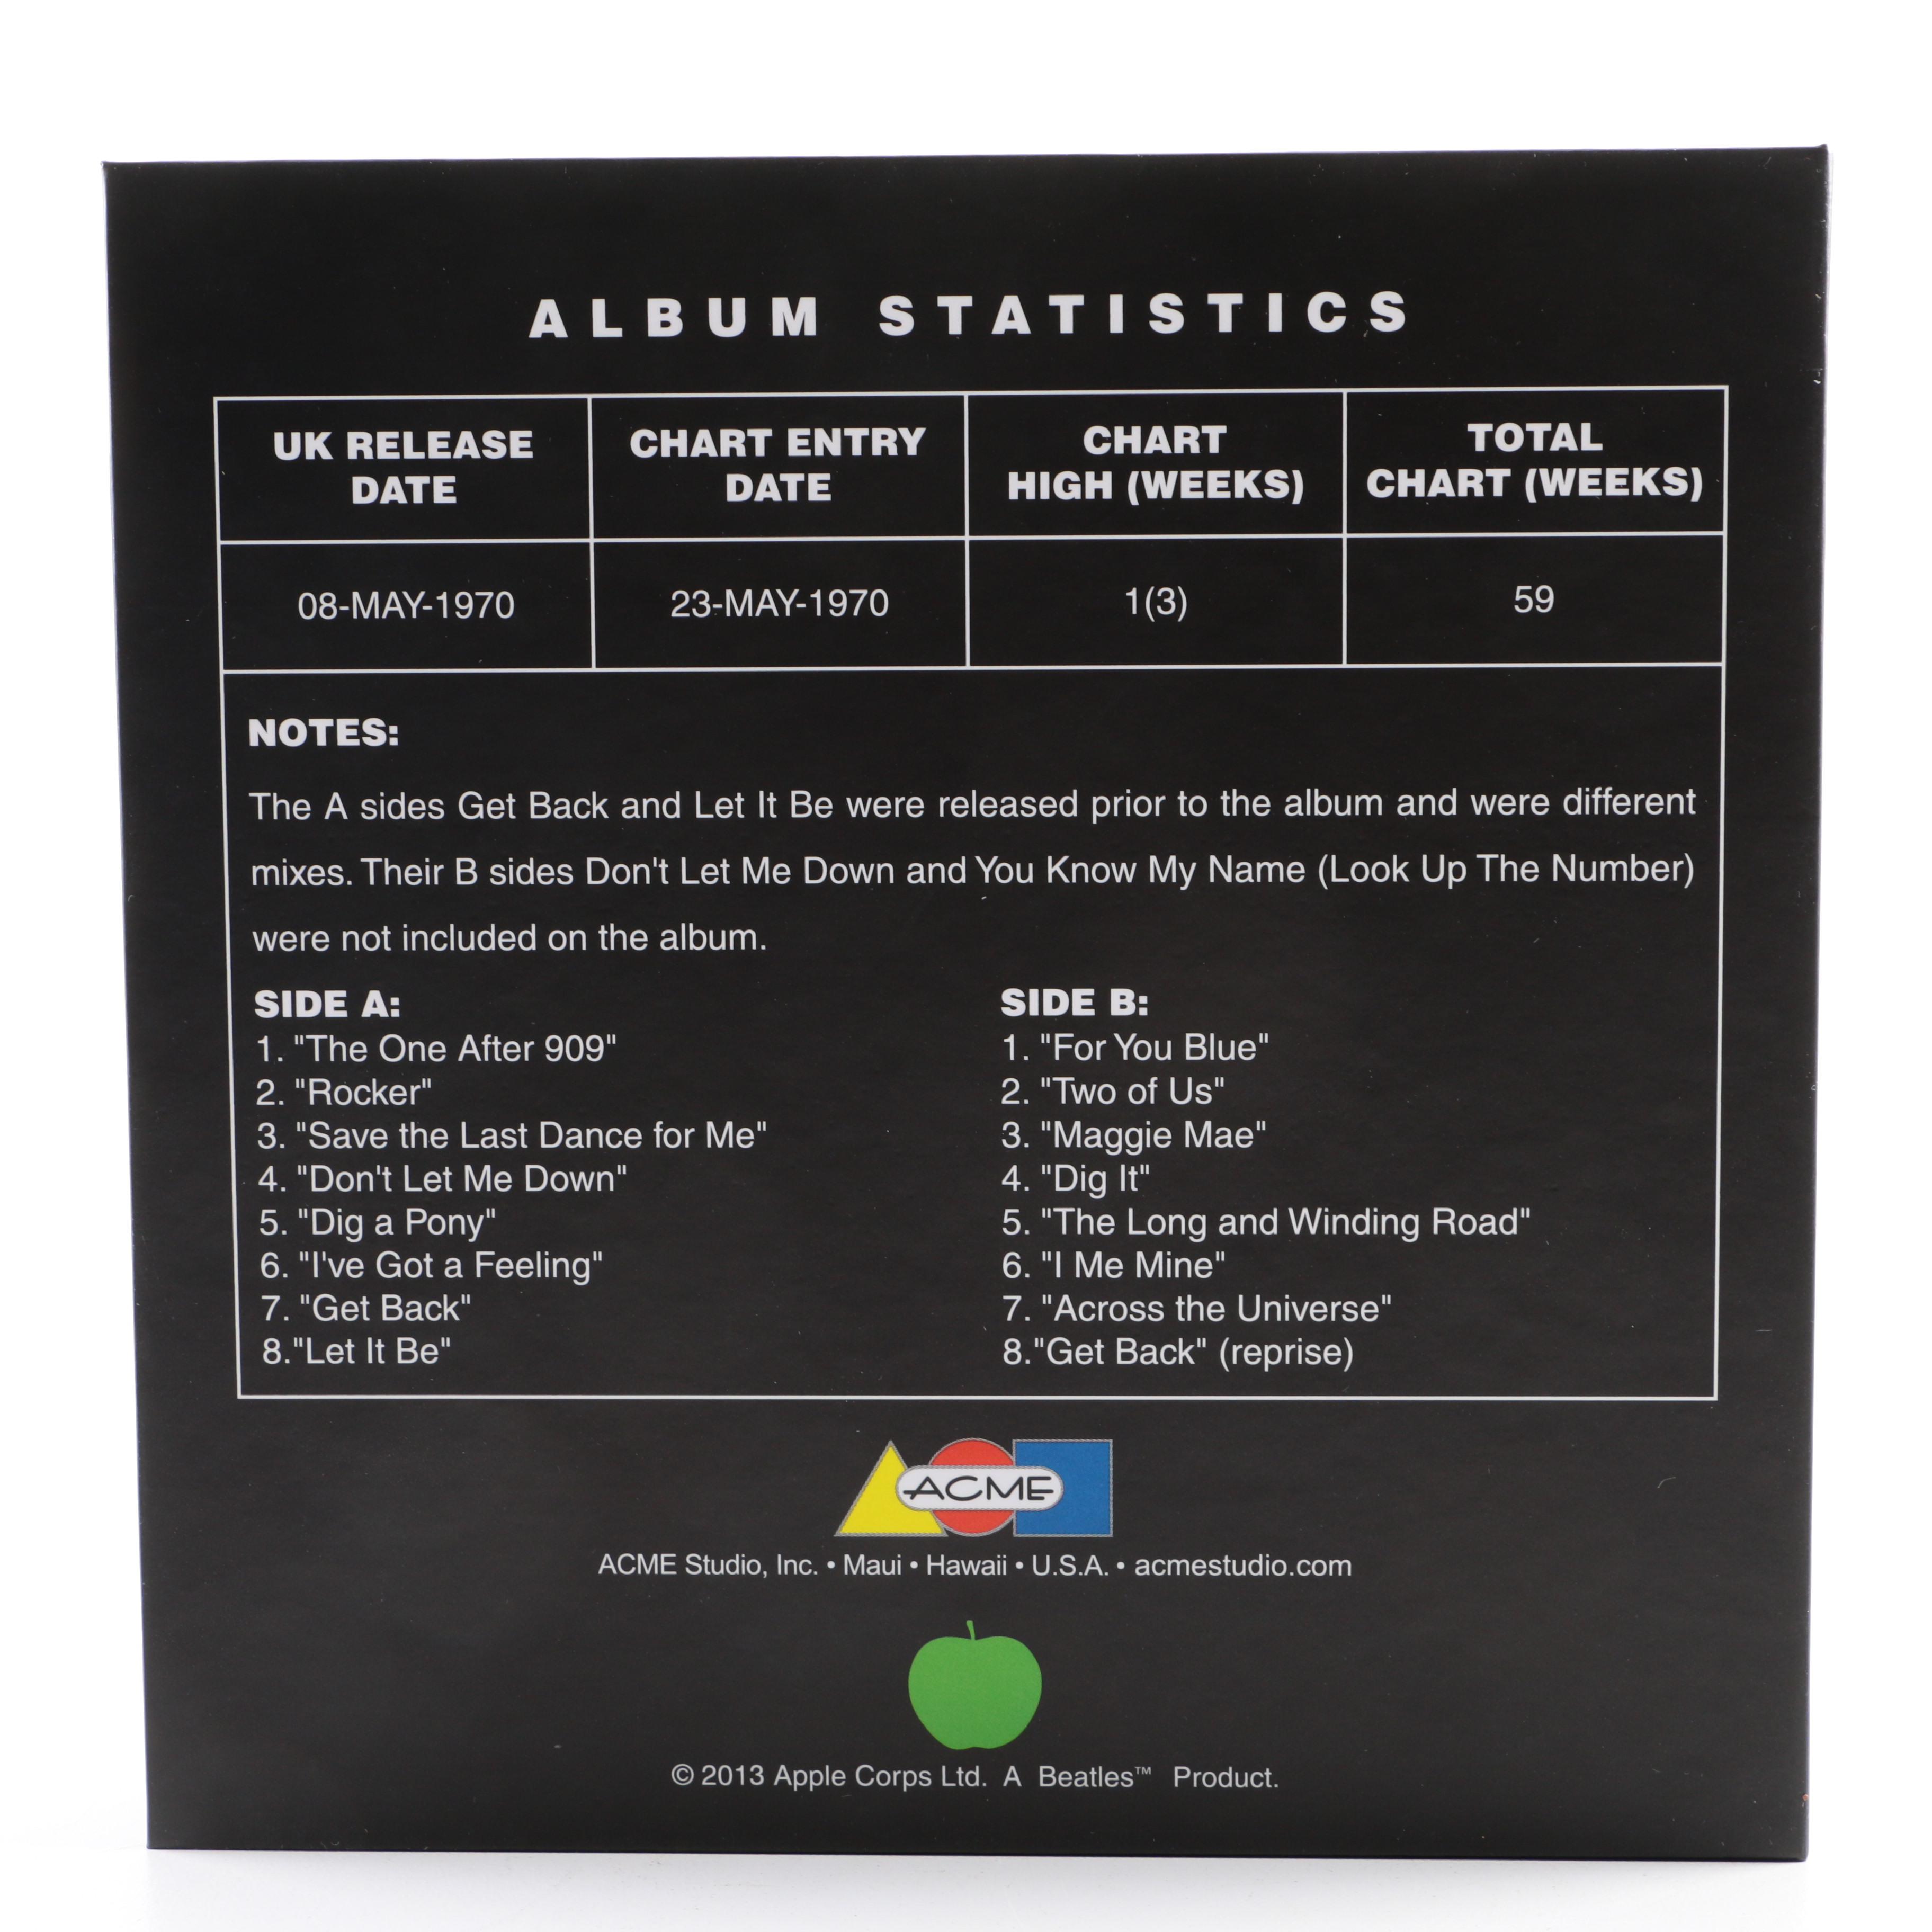 ALBUM STATISTICS
UK RELEASE DATE
CHART ENTRY DATE
CHART HIGH (WEEKS)
TOTAL CHART (WEEKS)
08-MAY-1970
23-MAY-1970
1(3)
59
NOTES:
The A sides Get Back and Let It Be were released prior to the album and were different
mixes. Their B sides Don't Let Me Down and You Know My Name (Look Up The Number)
were not included on the album.
SIDE A:
1. "The One After 909"
2. "Rocker"
3. "Save the Last Dance for Me"
4. "Don't Let Me Down"
5. "Dig a Pony"
6. "I've Got a Feeling"
7. "Get Back"
8."Let It Be"
SIDE B:
1. "For You Blue"
2. "Two of Us"
3. "Maggie Mae"
4. "Dig It"
5. "The Long and Winding Road"
6. "I Me Mine"
7. "Across the Universe"
8."Get Back" (reprise)
ACME
ACME Studio, Inc. • Maui • Hawaii • U.S.A. • acmestudio.com
© 2013 Apple Corps Ltd. A Beatles™ Product.